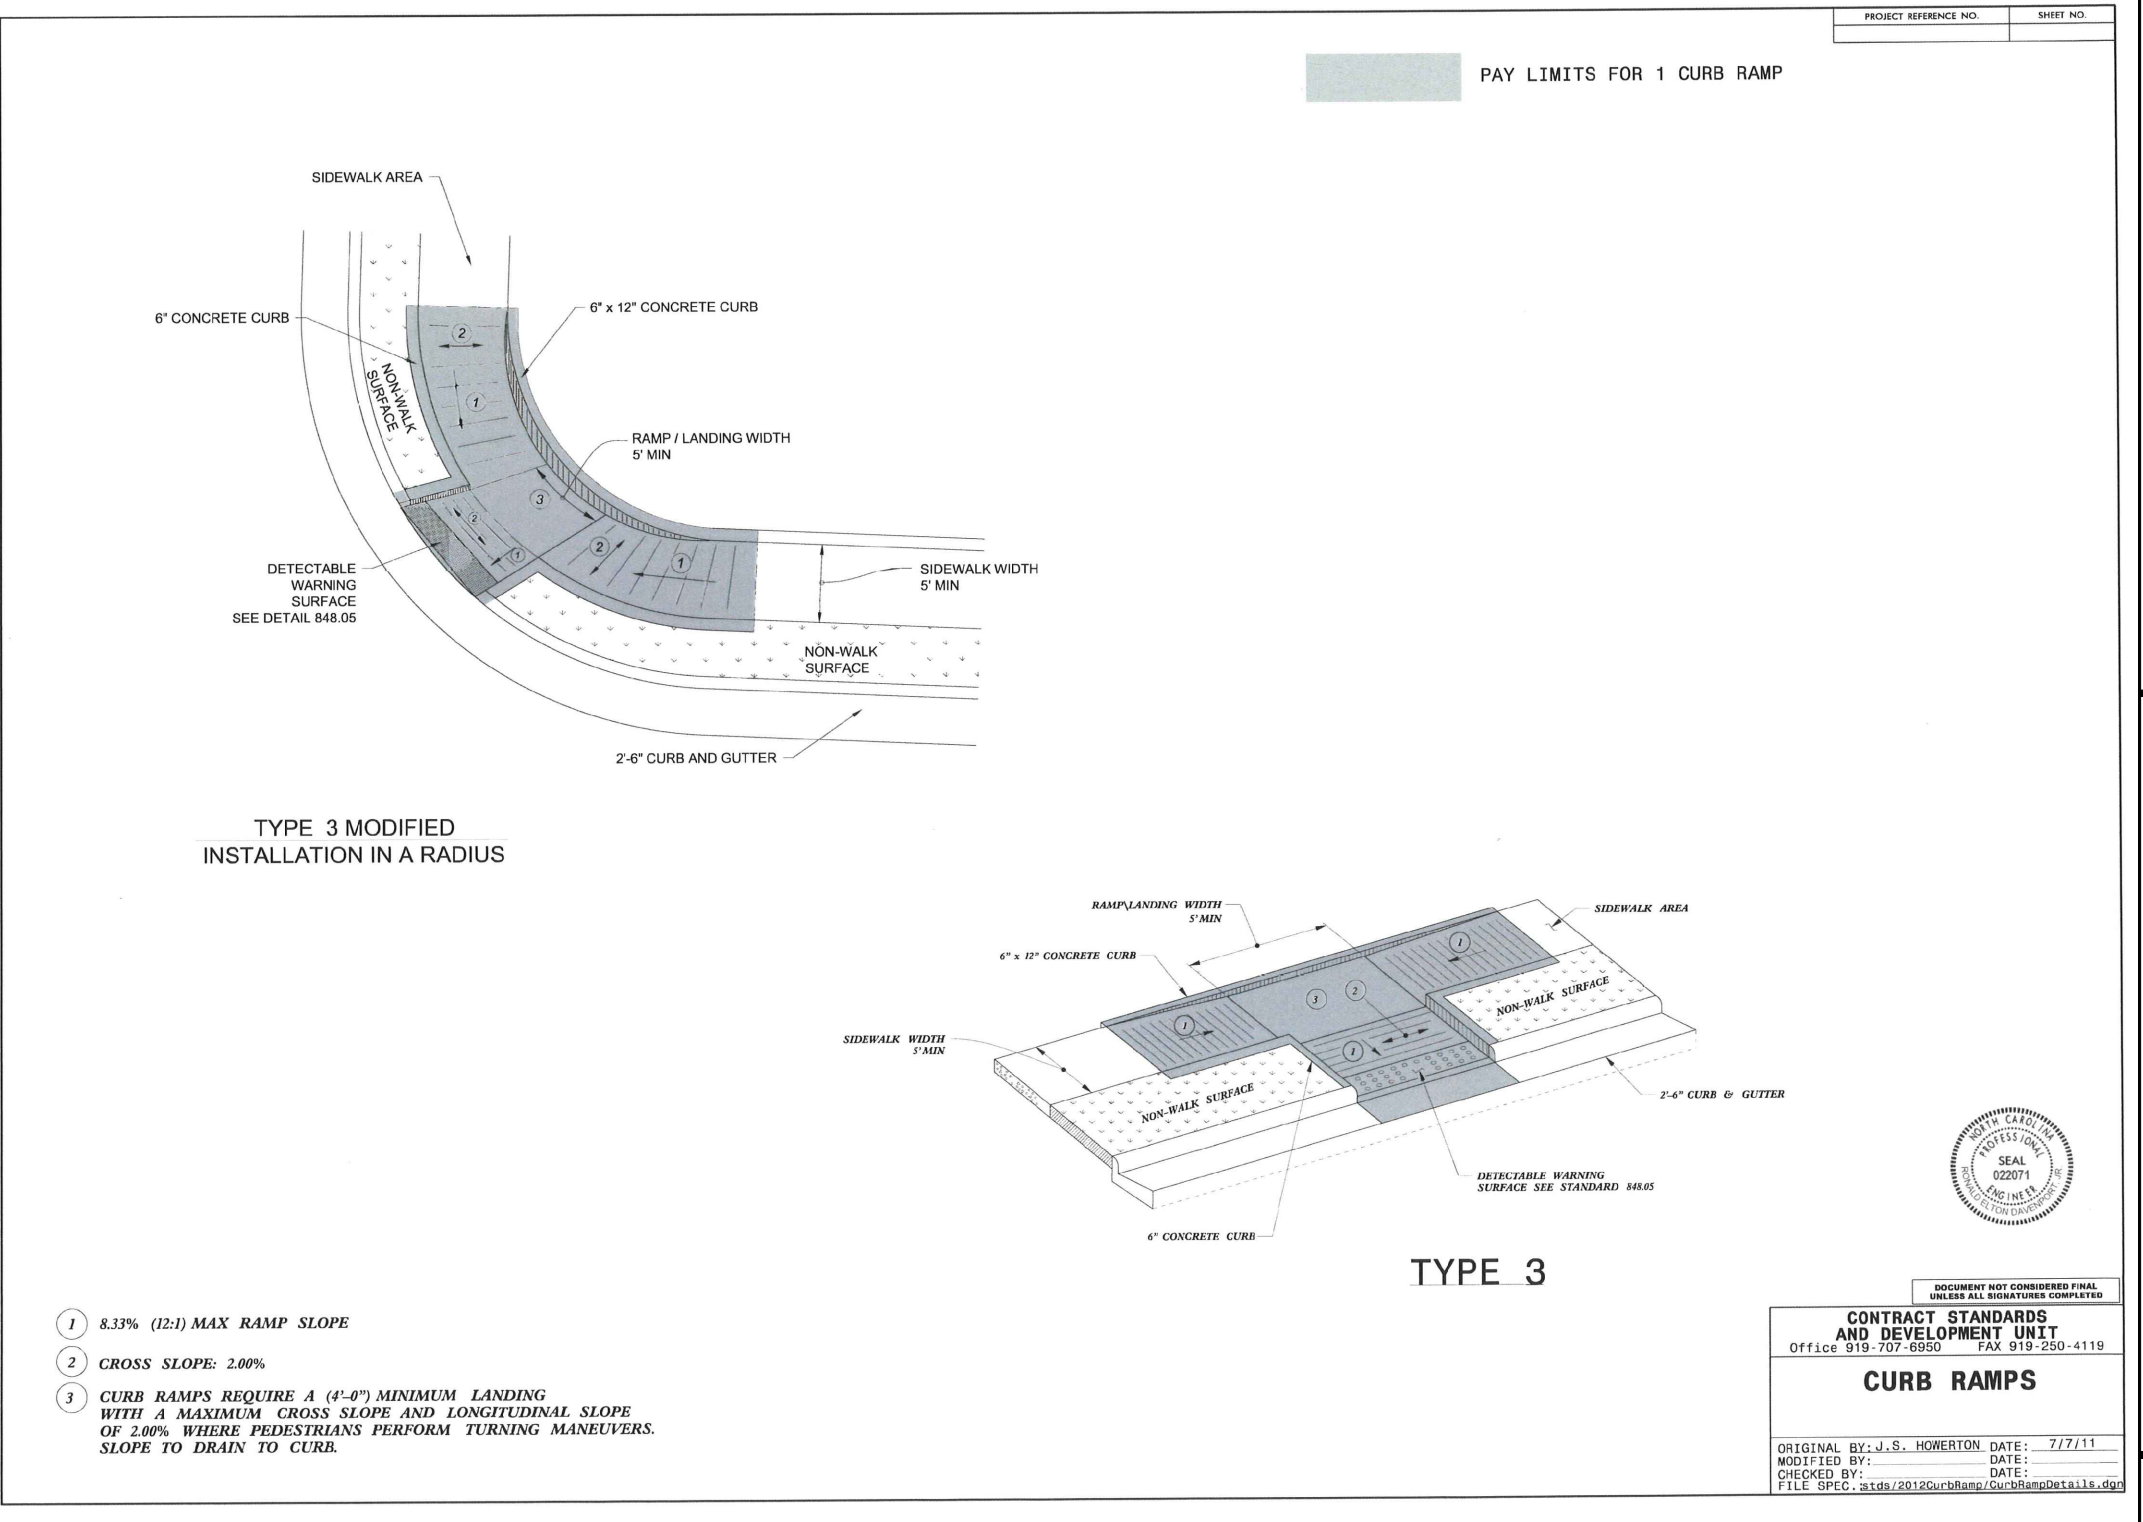 PROJECT REFERENCE NO.
SHEET NO.
PAY LIMITS FOR 1 CURB RAMP
SIDEWALK AREA
6" CONCRETE CURB
6" x 12" CONCRETE CURB
2
NON-WALK
SURFACE
1
RAMP / LANDING WIDTH
5' MIN
3
2
1
2
1
DETECTABLE
WARNING
SURFACE
SEE DETAIL 848.05
SIDEWALK WIDTH
5' MIN
NON-WALK
SURFACE
2'-6" CURB AND GUTTER
TYPE 3 MODIFIED
INSTALLATION IN A RADIUS
RAMP\LANDING WIDTH
5' MIN
SIDEWALK AREA
6" x 12" CONCRETE CURB
1
3
2
1
1
NON-WALK SURFACE
SIDEWALK WIDTH
5' MIN
NON-WALK SURFACE
2'-6" CURB & GUTTER
DETECTABLE WARNING
SURFACE SEE STANDARD 848.05
6" CONCRETE CURB
TYPE 3
NORTH CAROLINA
PROFESSIONAL
SEAL
022071
ENGINEER
RONALD ELTON DAVENPORT, JR
1 8.33% (12:1) MAX RAMP SLOPE
2 CROSS SLOPE: 2.00%
3 CURB RAMPS REQUIRE A (4'-0") MINIMUM LANDING
WITH A MAXIMUM CROSS SLOPE AND LONGITUDINAL SLOPE
OF 2.00% WHERE PEDESTRIANS PERFORM TURNING MANEUVERS.
SLOPE TO DRAIN TO CURB.
DOCUMENT NOT CONSIDERED FINAL
UNLESS ALL SIGNATURES COMPLETED
CONTRACT STANDARDS
AND DEVELOPMENT UNIT
Office 919-707-6950 FAX 919-250-4119
CURB RAMPS
ORIGINAL BY: J.S. HOWERTON DATE: 7/7/11
MODIFIED BY: DATE:
CHECKED BY: DATE:
FILE SPEC.: stds/2012CurbRamp/CurbRampDetails.dgn